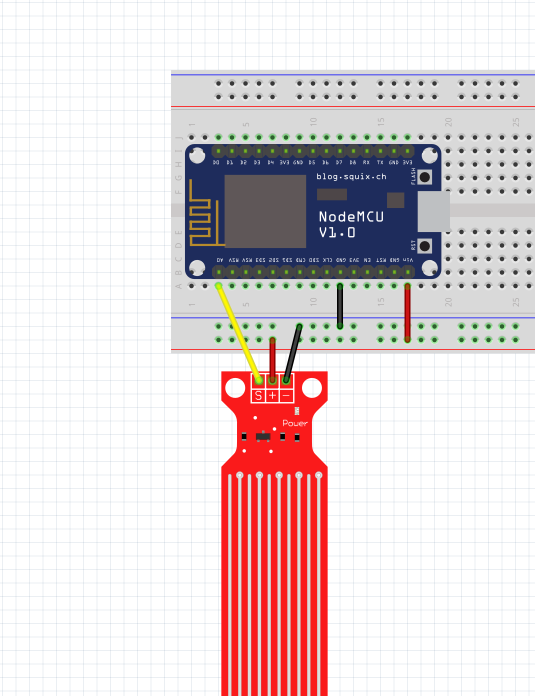 1 5 10 15 20 25
J
I
H
G
F
D0 D1 D2 D3 D4 3V3 GND D5 D6 D7 D8 RX TX GND 3V3
blog.squix.ch
FLASH
NodeMCU
V1.0
RST
A0 RSV RSV SD3 SD2 SD1 CMD SD0 CLK GND 3V3 EN RST GND Vin
E
D
C
B
A
1 5 10 15 20 25
S + -
Power